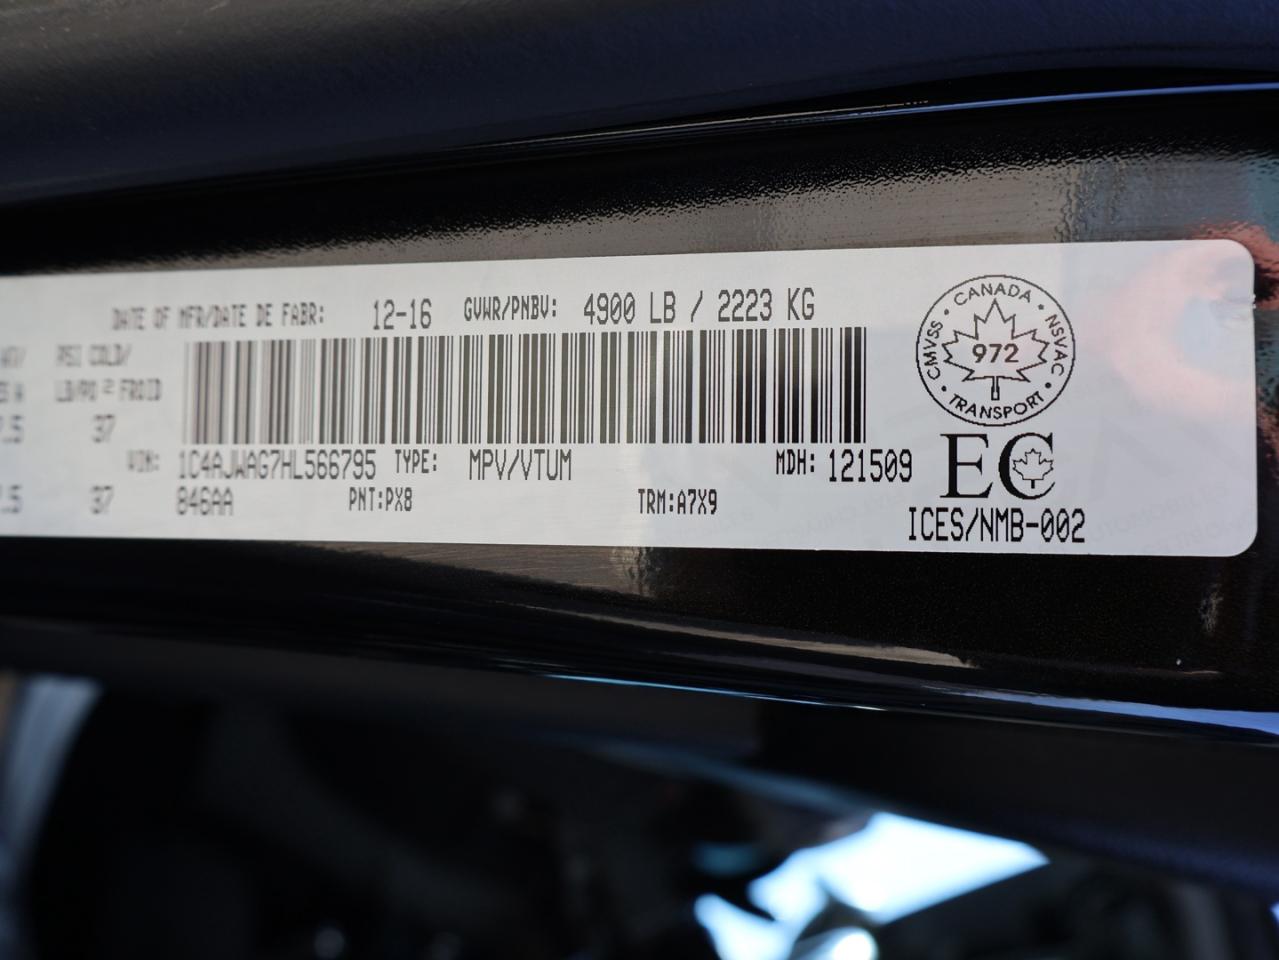 DATE OF MFR/DATE DE FABR: 12-16 GVWR/PNBV: 4900 LB / 2223 KG
PSI COLD/
LB/PO 2 FROID
37
VIN: 1C4AJWAG7HL566795 TYPE: MPV/VTUM MDH: 121509
37 846AA PNT:PX8 TRM:A7X9
CANADA
CMVSS
NSVAC
972
TRANSPORT
EC
ICES/NMB-002